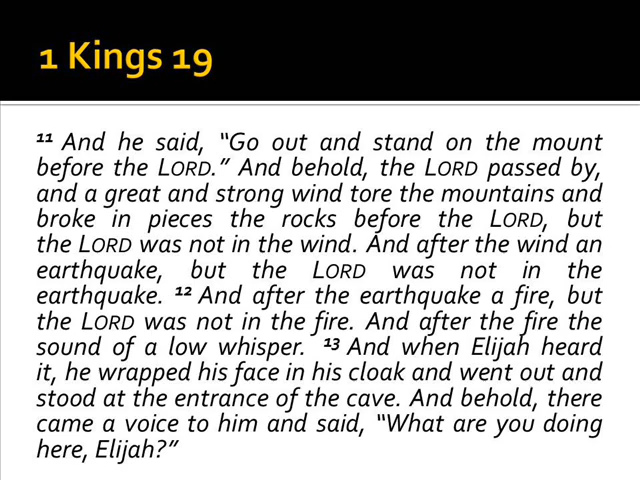 1 Kings 19
11 And he said, “Go out and stand on the mount
before the LORD.” And behold, the LORD passed by,
and a great and strong wind tore the mountains and
broke in pieces the rocks before the LORD, but
the LORD was not in the wind. And after the wind an
earthquake, but the LORD was not in the
earthquake. 12 And after the earthquake a fire, but
the LORD was not in the fire. And after the fire the
sound of a low whisper. 13 And when Elijah heard
it, he wrapped his face in his cloak and went out and
stood at the entrance of the cave. And behold, there
came a voice to him and said, “What are you doing
here, Elijah?”